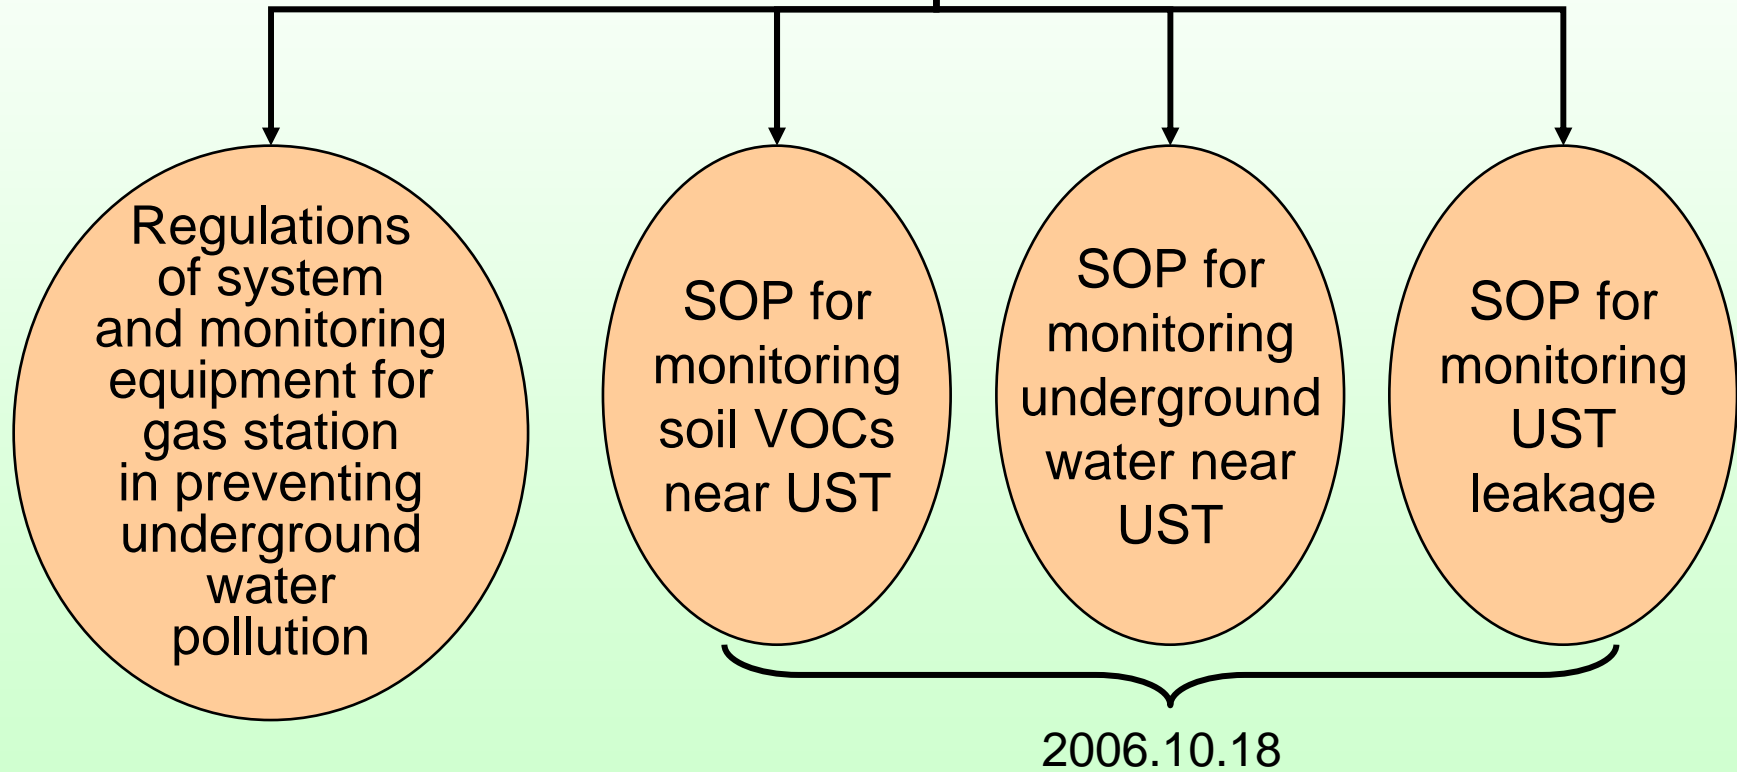 Regulations
of system
and monitoring
equipment for
gas station
in preventing
underground
water
pollution
SOP for
monitoring
soil VOCs
near UST
SOP for
monitoring
underground
water near
UST
SOP for
monitoring
UST
leakage
2006.10.18